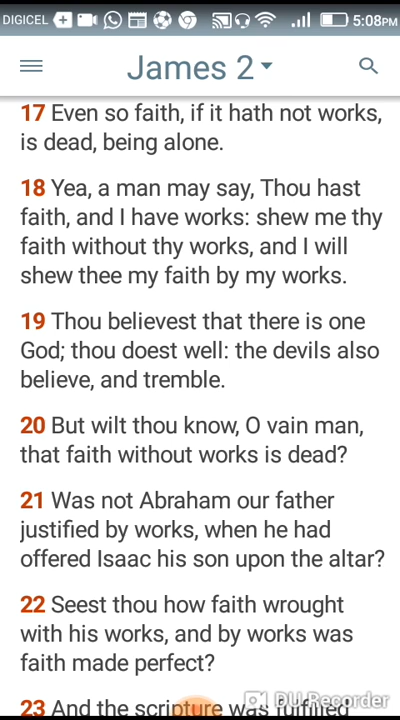 DIGICEL 5:08PM
James 2
17 Even so faith, if it hath not works,
is dead, being alone.
18 Yea, a man may say, Thou hast
faith, and I have works: shew me thy
faith without thy works, and I will
shew thee my faith by my works.
19 Thou believest that there is one
God; thou doest well: the devils also
believe, and tremble.
20 But wilt thou know, O vain man,
that faith without works is dead?
21 Was not Abraham our father
justified by works, when he had
offered Isaac his son upon the altar?
22 Seest thou how faith wrought
with his works, and by works was
faith made perfect?
23 And the scripture was fulfilled
DU Recorder